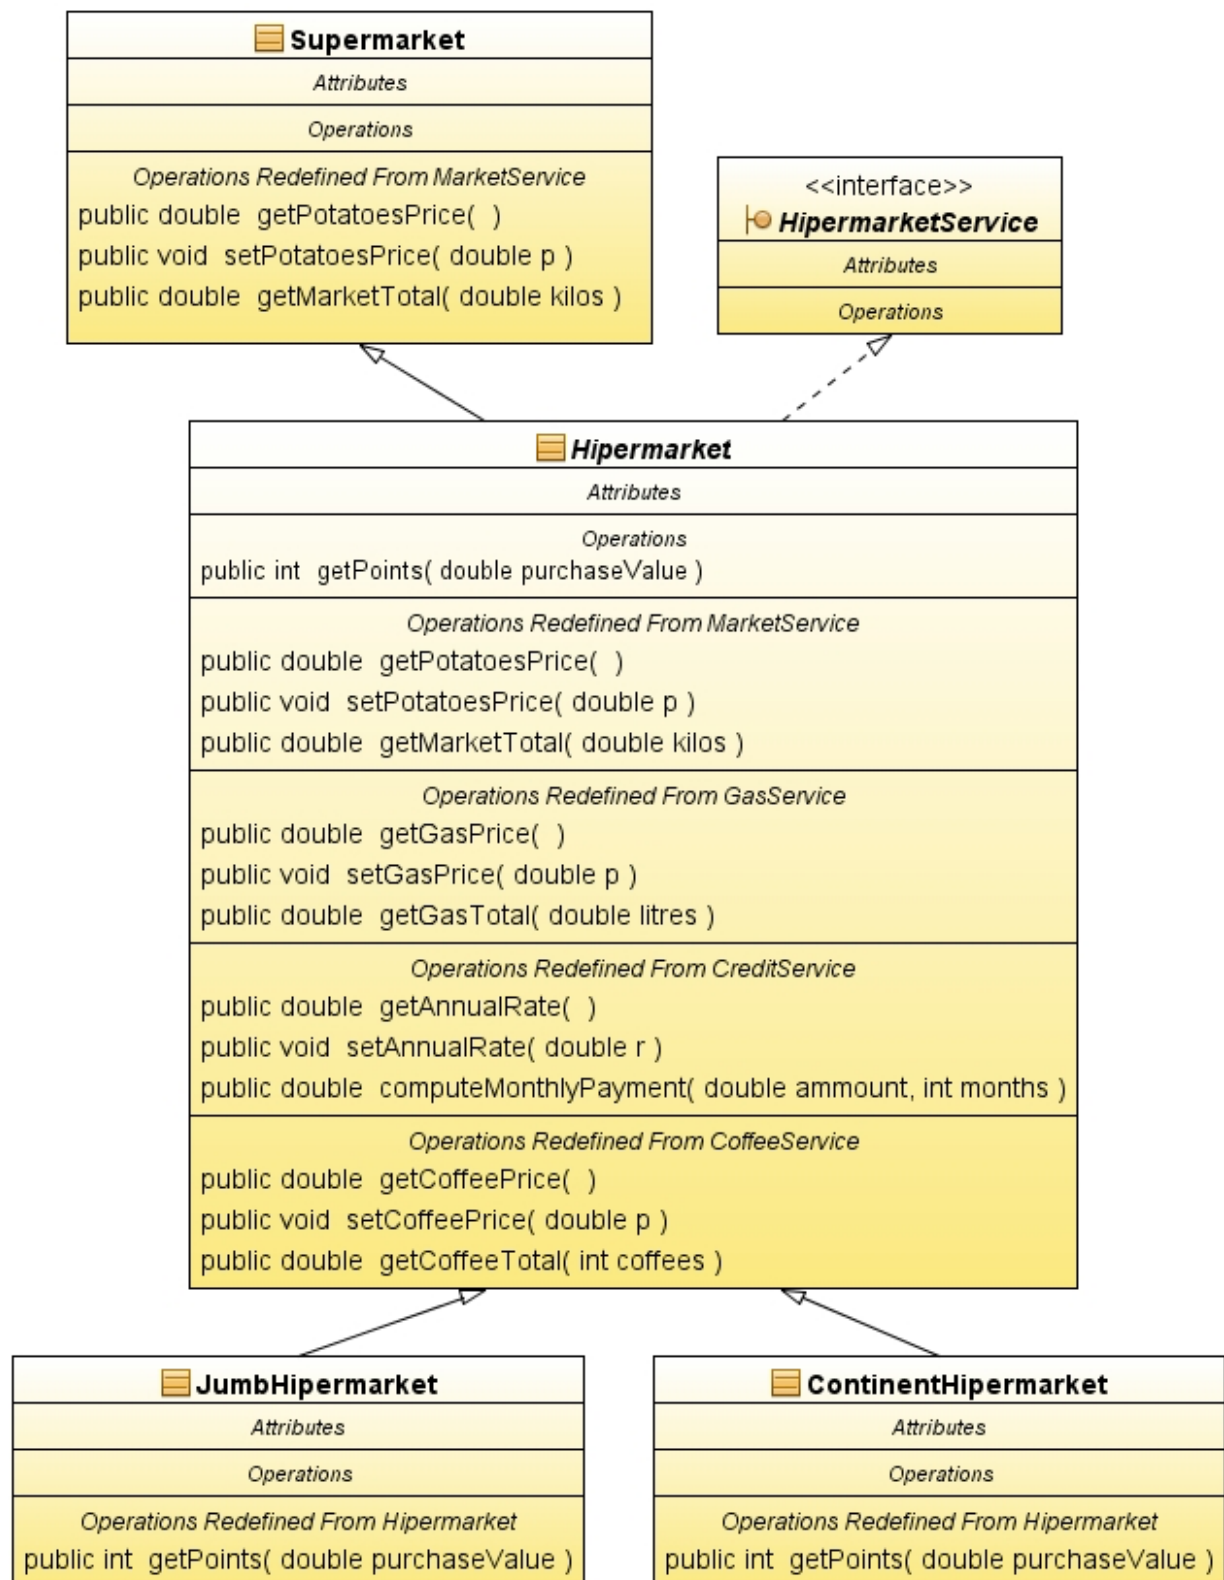 Supermarket
Attributes
Operations
Operations Redefined From MarketService
public double getPotatoesPrice( )
public void setPotatoesPrice( double p )
public double getMarketTotal( double kilos )
<<interface>>
HipermarketService
Attributes
Operations
Hipermarket
Attributes
Operations
public int getPoints( double purchaseValue )
Operations Redefined From MarketService
public double getPotatoesPrice( )
public void setPotatoesPrice( double p )
public double getMarketTotal( double kilos )
Operations Redefined From GasService
public double getGasPrice( )
public void setGasPrice( double p )
public double getGasTotal( double litres )
Operations Redefined From CreditService
public double getAnnualRate( )
public void setAnnualRate( double r )
public double computeMonthlyPayment( double ammount, int months )
Operations Redefined From CoffeeService
public double getCoffeePrice( )
public void setCoffeePrice( double p )
public double getCoffeeTotal( int coffees )
JumbHipermarket
Attributes
Operations
Operations Redefined From Hipermarket
public int getPoints( double purchaseValue )
ContinentHipermarket
Attributes
Operations
Operations Redefined From Hipermarket
public int getPoints( double purchaseValue )